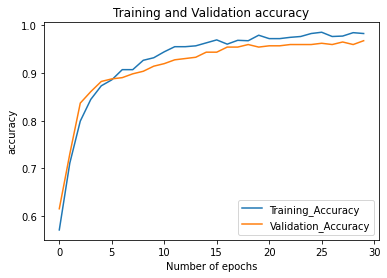 Training and Validation accuracy
1.0
0.9
0.8
0.7
0.6
accuracy
0
5
10
15
20
25
30
Number of epochs
Training_Accuracy
Validation_Accuracy